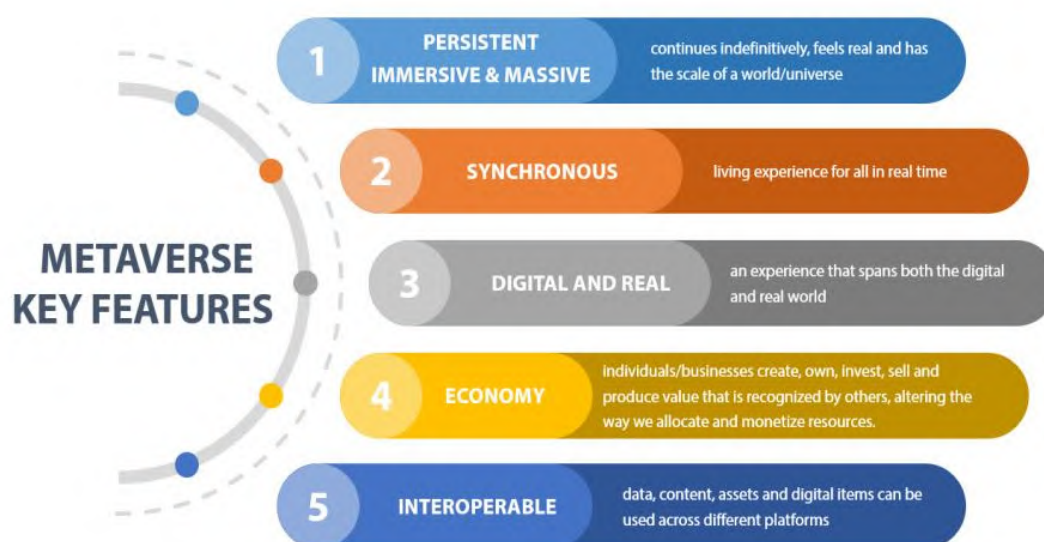 METAVERSE
KEY FEATURES
1
PERSISTENT
IMMERSIVE & MASSIVE
continues indefinitively, feels real and has
the scale of a world/universe
2
SYNCHRONOUS
living experience for all in real time
3
DIGITAL AND REAL
an experience that spans both the digital
and real world
4
ECONOMY
individuals/businesses create, own, invest, sell and
produce value that is recognized by others, altering the
way we allocate and monetize resources.
5
INTEROPERABLE
data, content, assets and digital items can be
used across different platforms